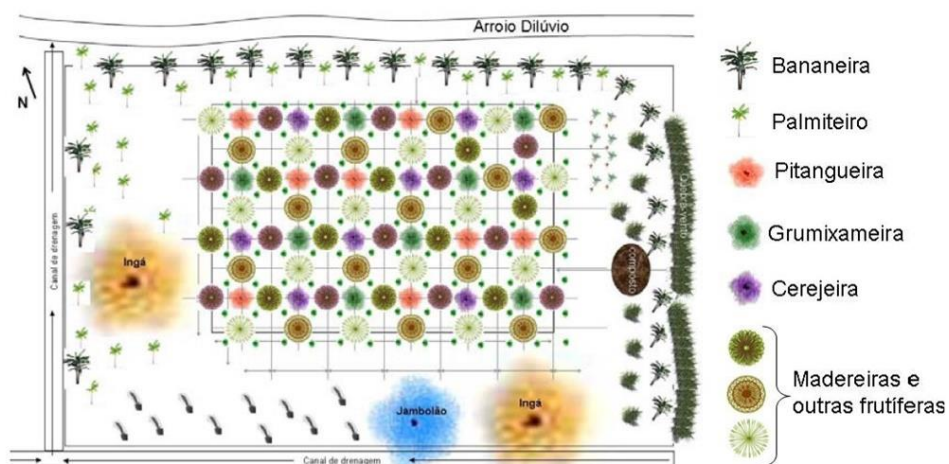 Arroio Dilúvio
N
Canal de drenagem
Ingá
composto
Jambolão
Ingá
Canal de drenagem
Bananeira
Palmiteiro
Pitangueira
Grumixameira
Cerejeira
Madereiras e
outras frutíferas